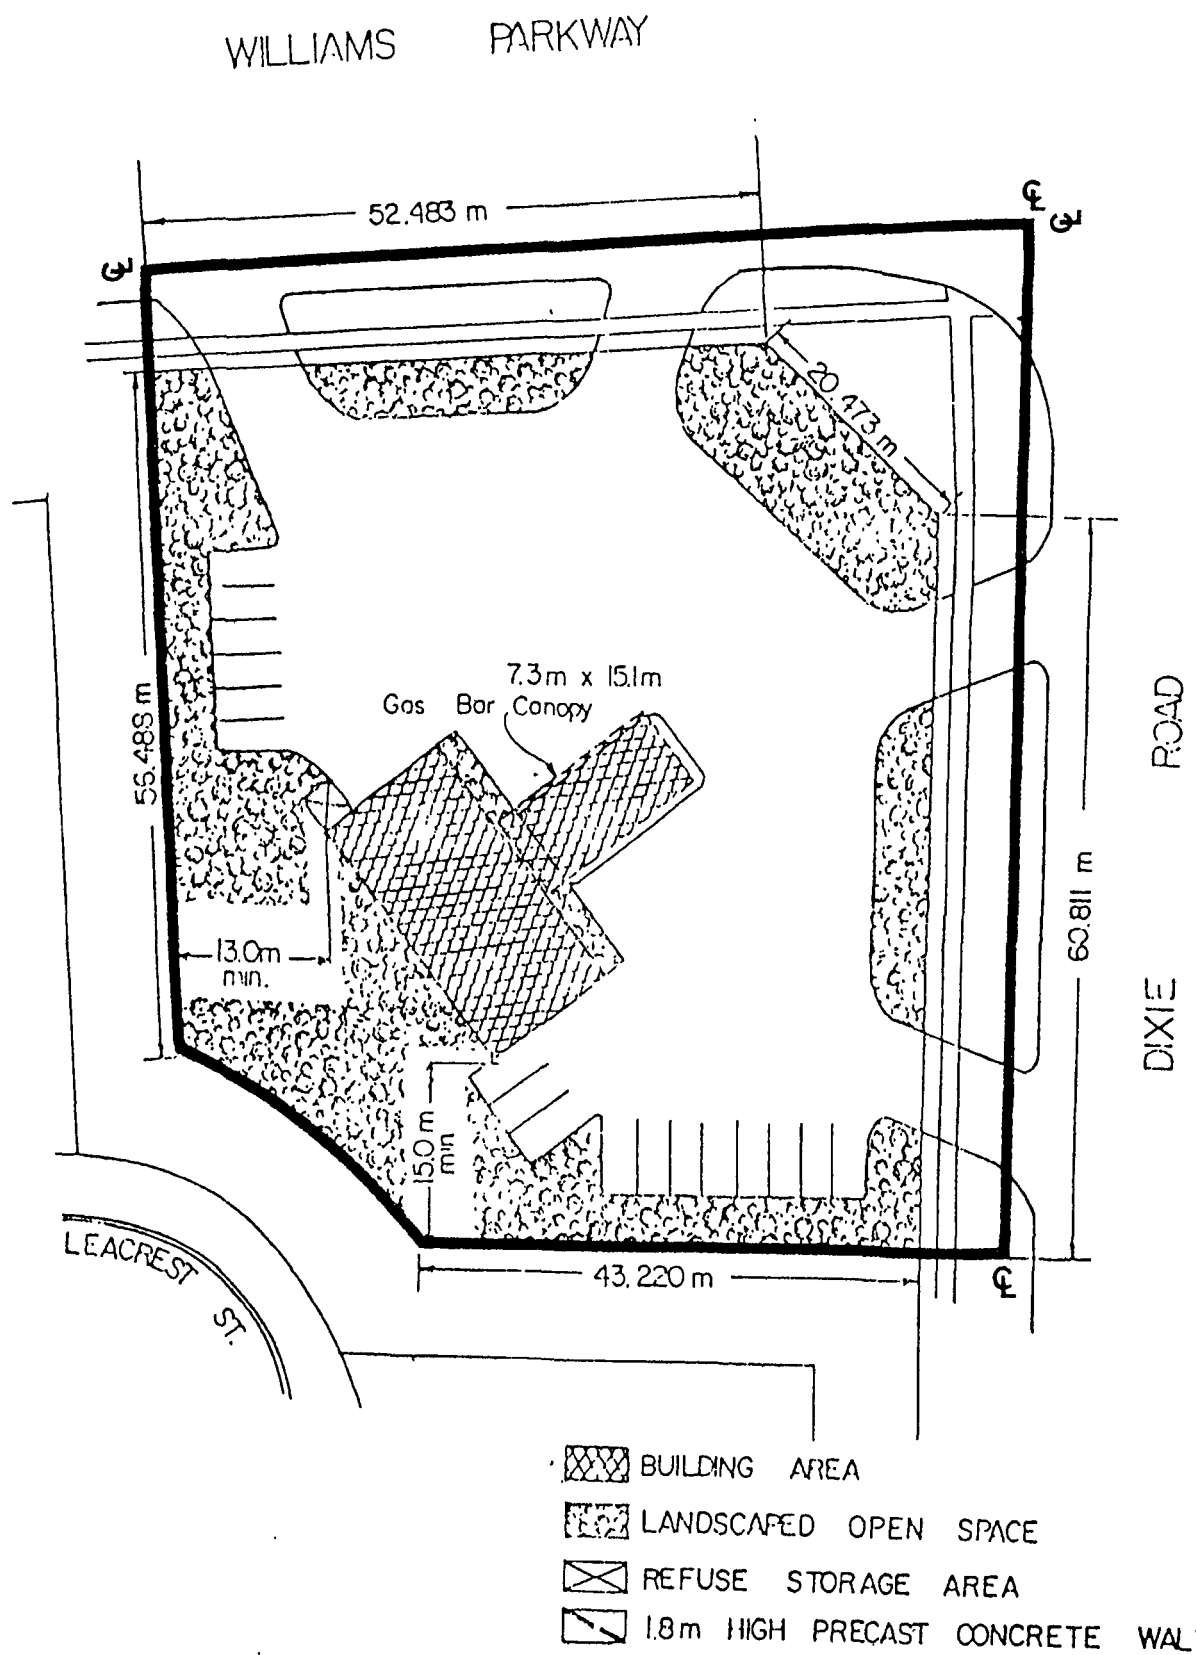 WILLIAMS PARKWAY
52.483 m
20.473 m
7.3m x 15.1m
Gas Bar Canopy
56.488 m
13.0m
min.
15.0 m
min
60.811 m
DIXIE ROAD
43.220 m
LEACREST ST.
BUILDING AREA
LANDSCAPED OPEN SPACE
REFUSE STORAGE AREA
1.8m HIGH PRECAST CONCRETE WAL